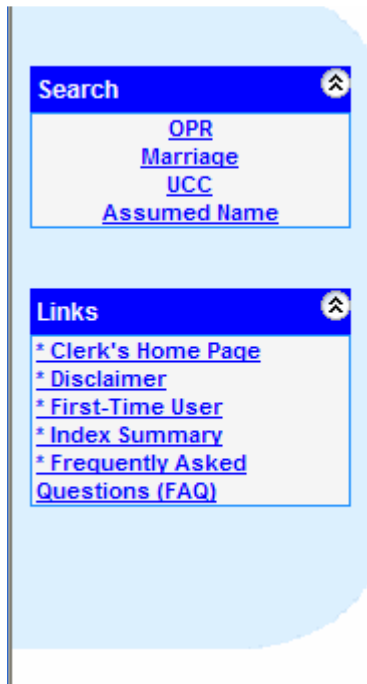 Search
OPR
Marriage
UCC
Assumed Name
Links
* Clerk's Home Page
* Disclaimer
* First-Time User
* Index Summary
* Frequently Asked
Questions (FAQ)